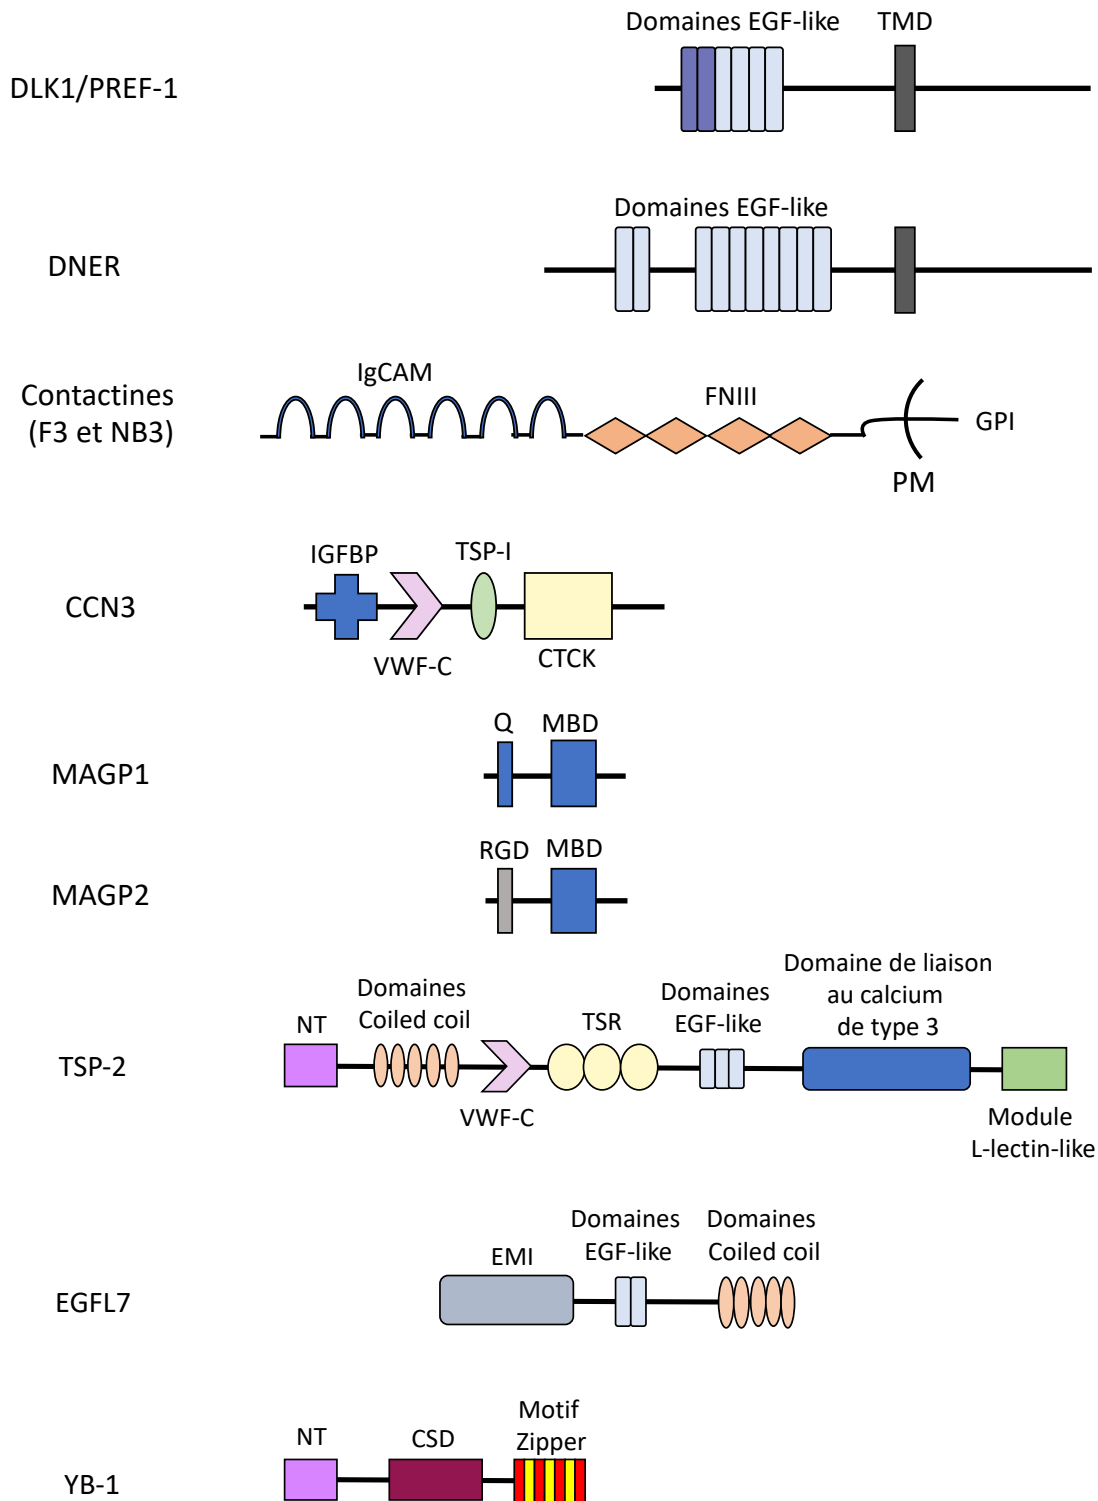 Domaines EGF-like
TMD
DLK1/PREF-1
Domaines EGF-like
DNER
IgCAM
FNIII
Contactines
(F3 et NB3)
GPI
PM
IGFBP
TSP-I
CCN3
VWF-C
CTCK
Q
MBD
MAGP1
RGD
MBD
MAGP2
Domaine de liaison
au calcium
de type 3
Domaines
Coiled coil
Domaines
EGF-like
NT
TSR
TSP-2
VWF-C
Module
L-lectin-like
Domaines
EGF-like
Domaines
Coiled coil
EMI
EGFL7
Motif
Zipper
NT
CSD
YB-1